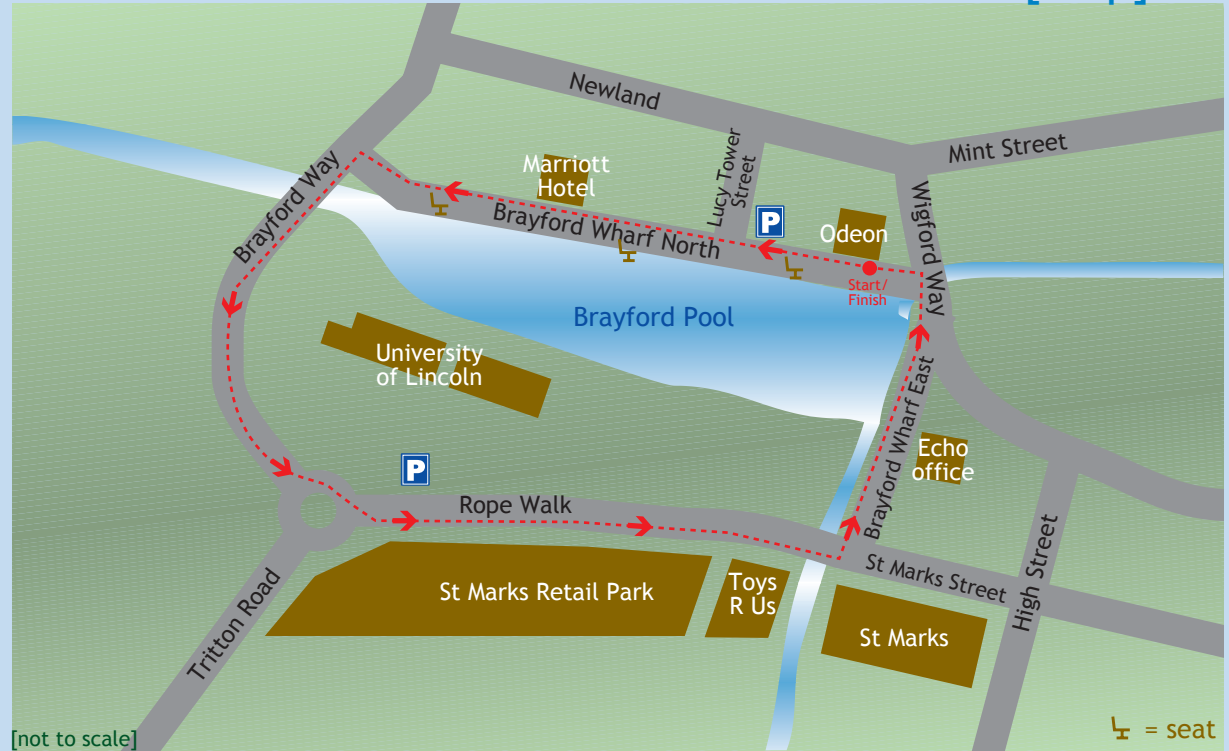 Newland
Mint Street
Marriott
Hotel
Lucy Tower
Street
P
Odeon
Wigford Way
Brayford Way
Brayford Wharf North
Start/
Finish
Brayford Pool
University
of Lincoln
Brayford Wharf East
Echo
office
P
Rope Walk
St Marks Street
High Street
Tritton Road
St Marks Retail Park
Toys
R Us
St Marks
[not to scale]
= seat